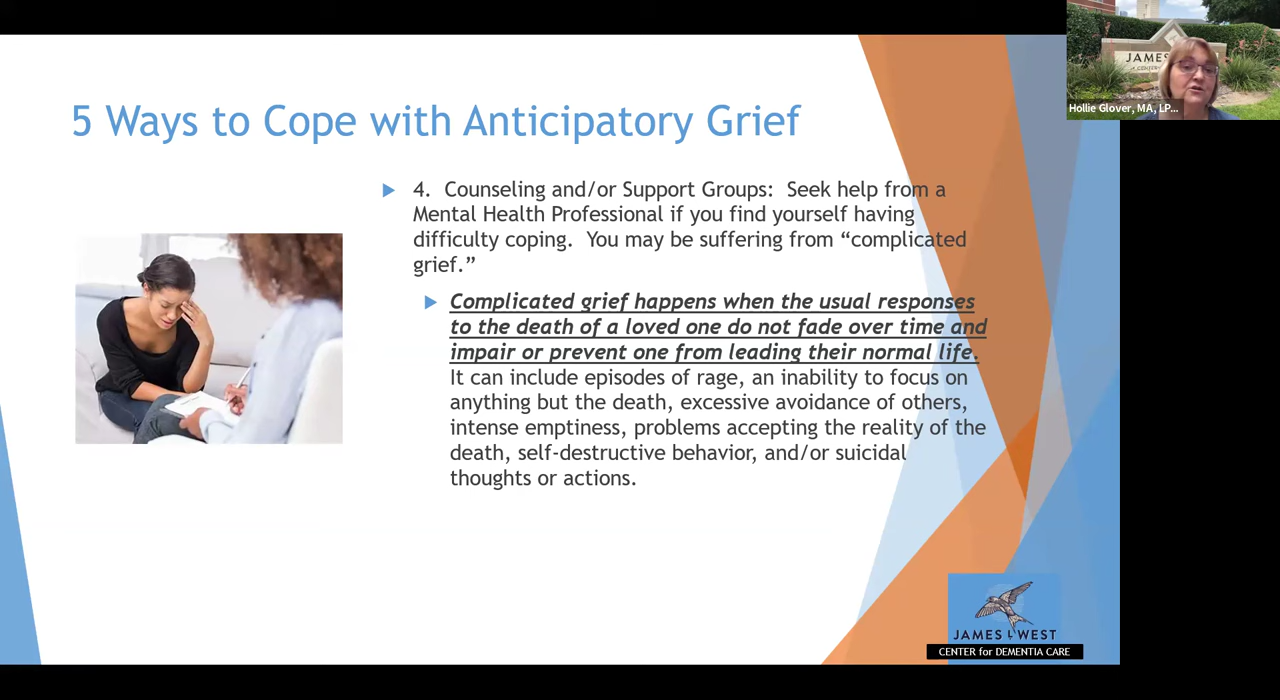 5 Ways to Cope with Anticipatory Grief
4. Counseling and/or Support Groups: Seek help from a
Mental Health Professional if you find yourself having
difficulty coping. You may be suffering from “complicated
grief.”
Complicated grief happens when the usual responses
to the death of a loved one do not fade over time and
impair or prevent one from leading their normal life.
It can include episodes of rage, an inability to focus on
anything but the death, excessive avoidance of others,
intense emptiness, problems accepting the reality of the
death, self-destructive behavior, and/or suicidal
thoughts or actions.
JAMES L WEST
CENTER for DEMENTIA CARE
JAMES
Hollie Glover, MA, LP...